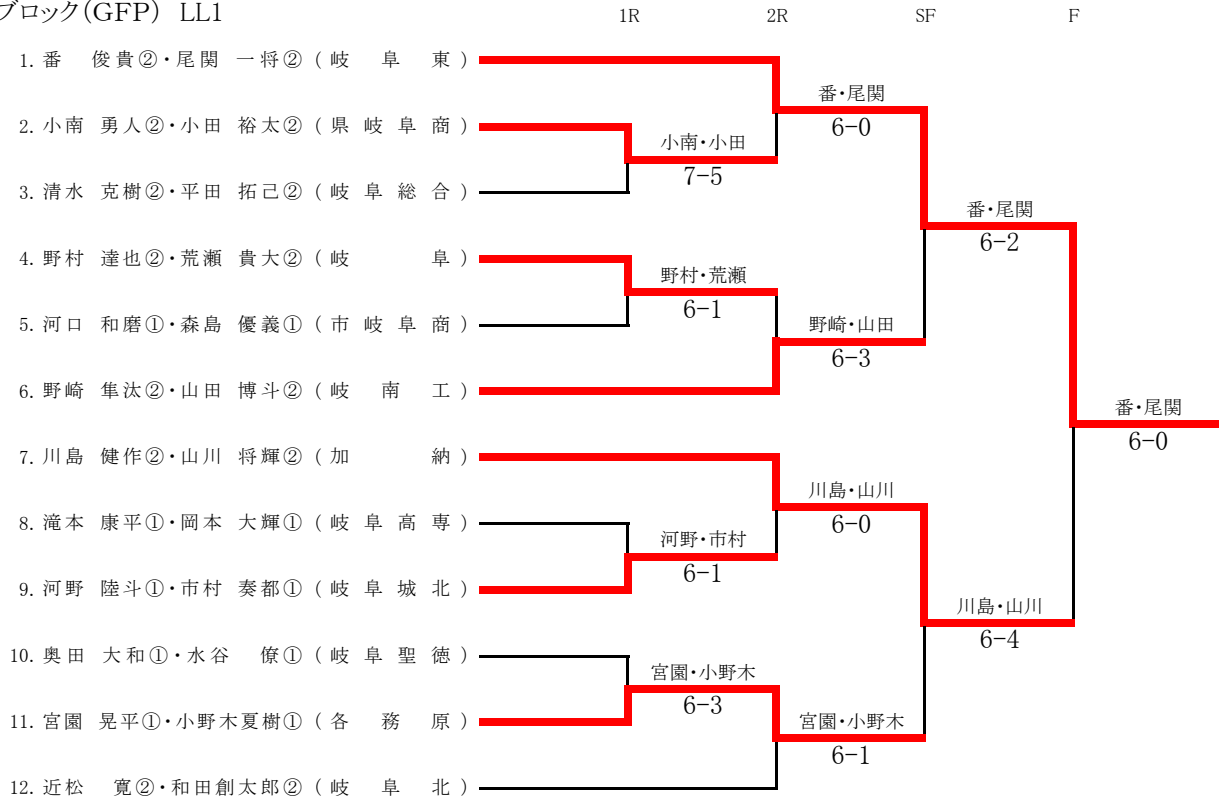 ブロック(GFP) LL1
1R 2R SF F
1. 番 俊貴②・尾関 一将② ( 岐 阜 東 )
番・尾関
6-0
2. 小南 勇人②・小田 裕太② ( 県 岐 阜 商 )
小南・小田
7-5
3. 清水 克樹②・平田 拓己② ( 岐 阜 総 合 )
番・尾関
6-2
4. 野村 達也②・荒瀬 貴大② ( 岐 阜 )
野村・荒瀬
6-1
5. 河口 和磨①・森島 優義① ( 市 岐 阜 商 )
野崎・山田
6-3
6. 野崎 隼汰②・山田 博斗② ( 岐 南 工 )
番・尾関
6-0
7. 川島 健作②・山川 将輝② ( 加 納 )
川島・山川
6-0
8. 滝本 康平①・岡本 大輝① ( 岐 阜 高 専 )
河野・市村
6-1
9. 河野 陸斗①・市村 奏都① ( 岐 阜 城 北 )
川島・山川
6-4
10. 奥田 大和①・水谷 僚① ( 岐 阜 聖 徳 )
宮園・小野木
6-3
11. 宮園 晃平①・小野木夏樹① ( 各 務 原 )
宮園・小野木
6-1
12. 近松 寛②・和田創太郎② ( 岐 阜 北 )